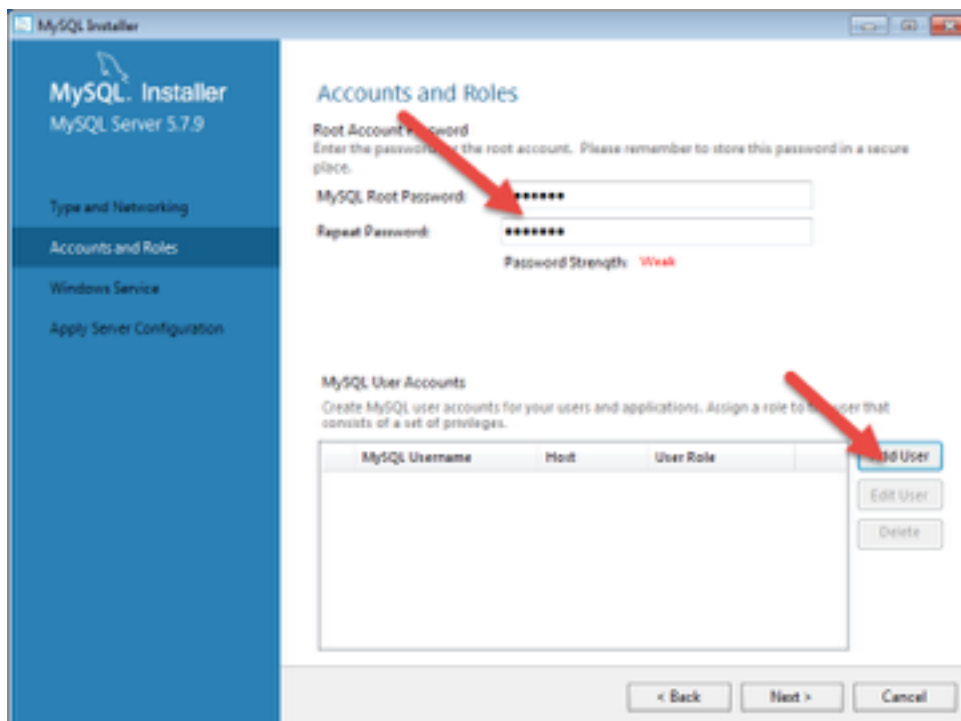 MySQL Installer
MySQL. Installer
MySQL Server 5.7.9
Type and Networking
Accounts and Roles
Windows Service
Apply Server Configuration
Accounts and Roles
Root Account
Enter the password the root account. Please remember to store this password in a secure
place.
MySQL Root Password:
Repeat Password:
Password Strength: Weak
MySQL User Accounts
Create MySQL user accounts for your users and applications. Assign a role to user that
consists of a set of privileges.
MySQL Username Host User Role
User
Edit User
Delete
< Back Next > Cancel